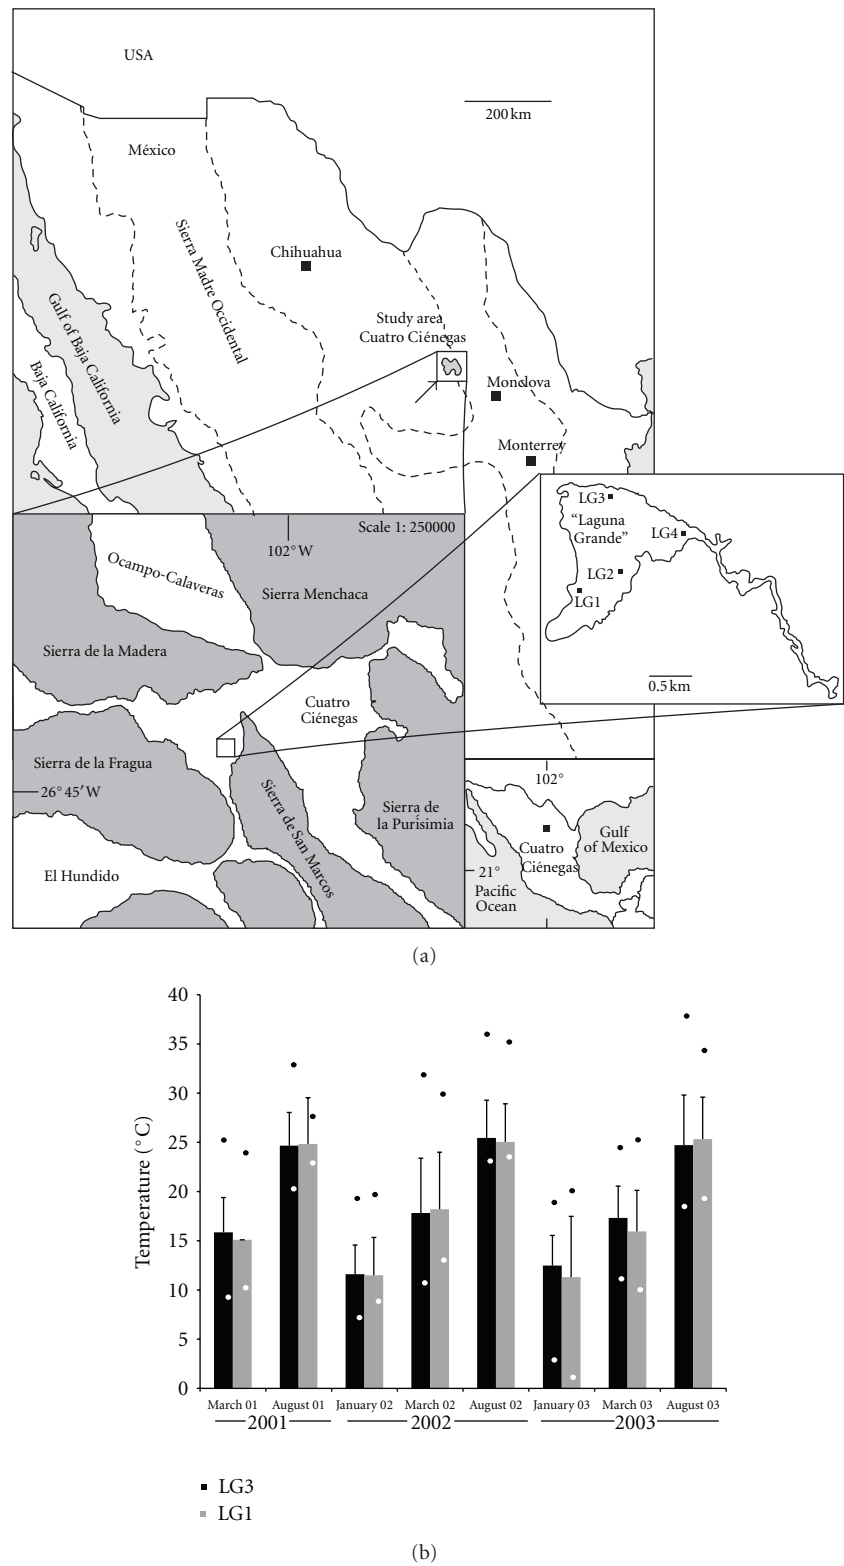 USA
200 km
México
Sierra Madre Occidental
Chihuahua
Gulf of Baja California
Baja California
Study area
Cuatro Ciénegas
Monclova
Monterrey
Scale 1: 250000
102° W
Ocampo-Calaveras
Sierra Menchaca
Sierra de la Madera
Cuatro
Ciénegas
Sierra de la Fragua
26° 45′ W
Sierra de San Marcos
Sierra de
la Purísimia
El Hundido
LG3
"Laguna
Grande"
LG4
LG2
LG1
0.5 km
102°
Cuatro
Ciénegas
Gulf
of Mexico
21°
Pacific
Ocean
(a)
40
35
30
25
20
15
10
5
0
Temperature (°C)
March 01 August 01 January 02 March 02 August 02 January 03 March 03 August 03
2001 2002 2003
LG3
LG1
(b)